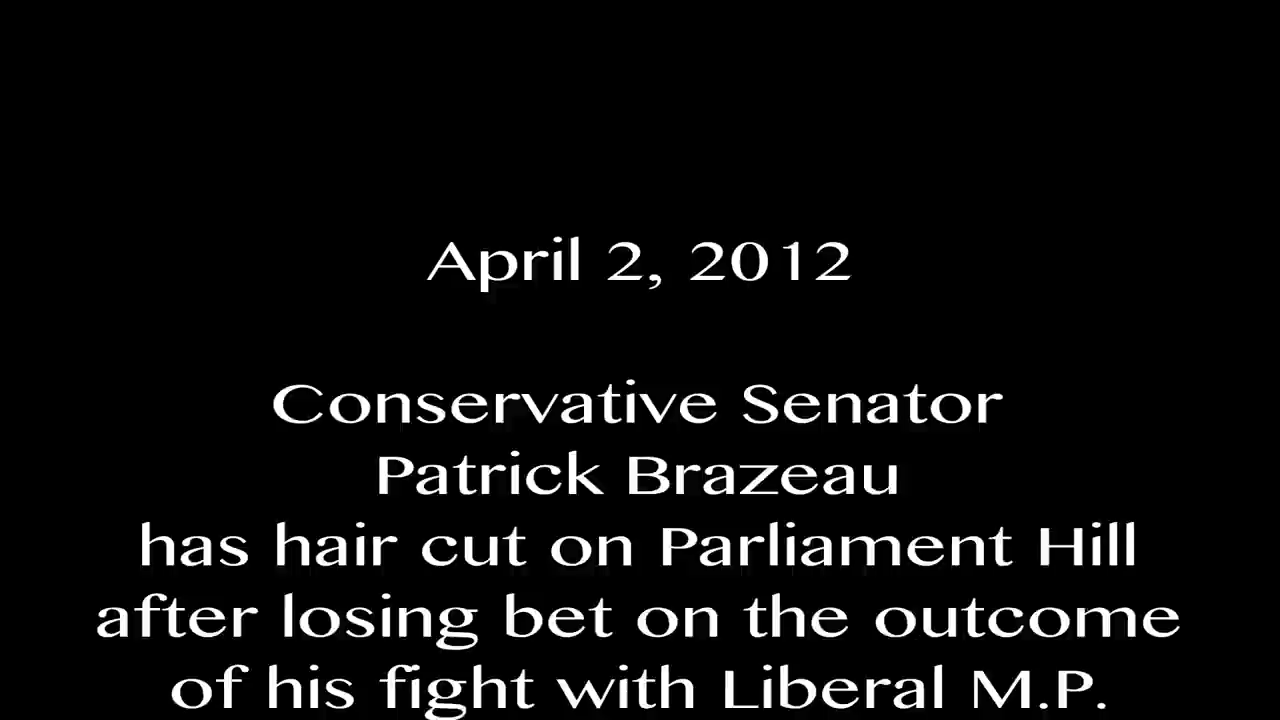 April 2, 2012
Conservative Senator
Patrick Brazeau
has hair cut on Parliament Hill
after losing bet on the outcome
of his fight with Liberal M.P.